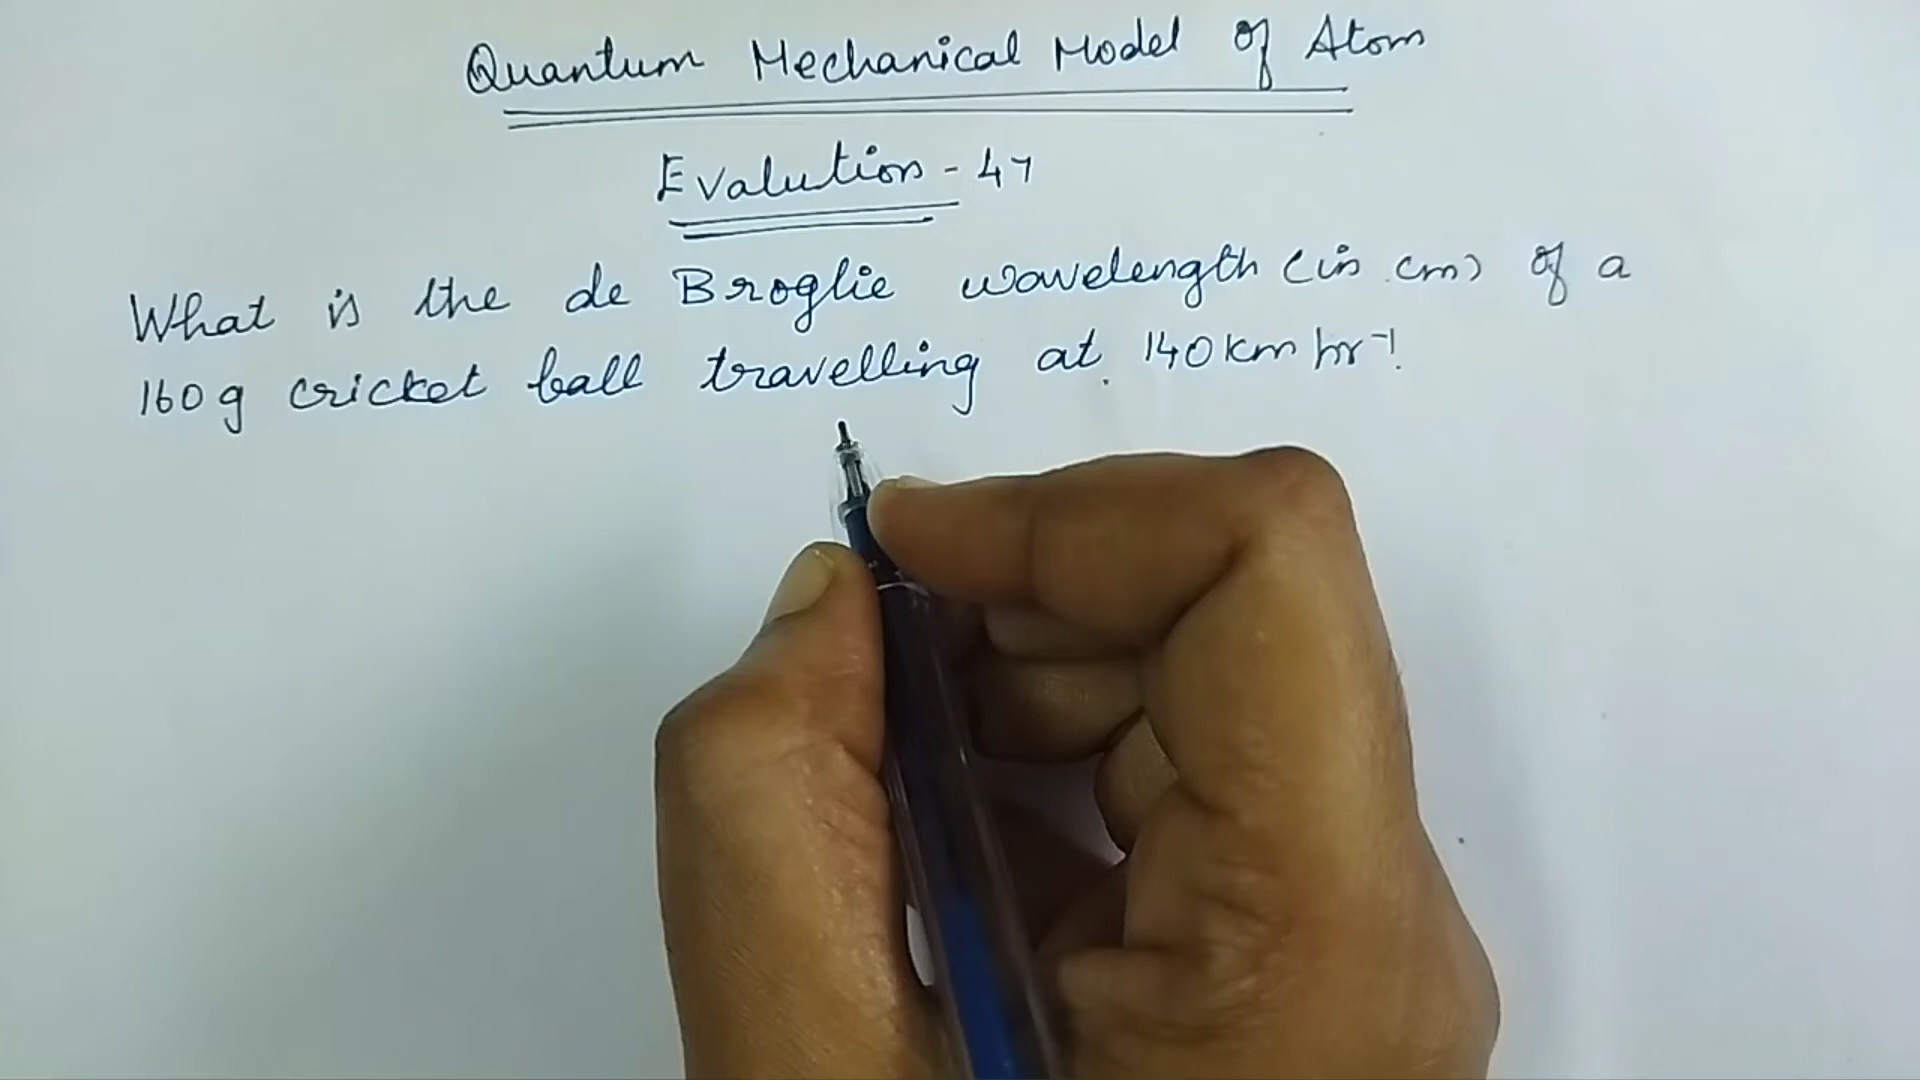 Quantum Mechanical Model of Atom
Evalution - 47
What is the de Broglie wavelength (in cm) of a
160g cricket ball travelling at 140 km hr⁻¹.